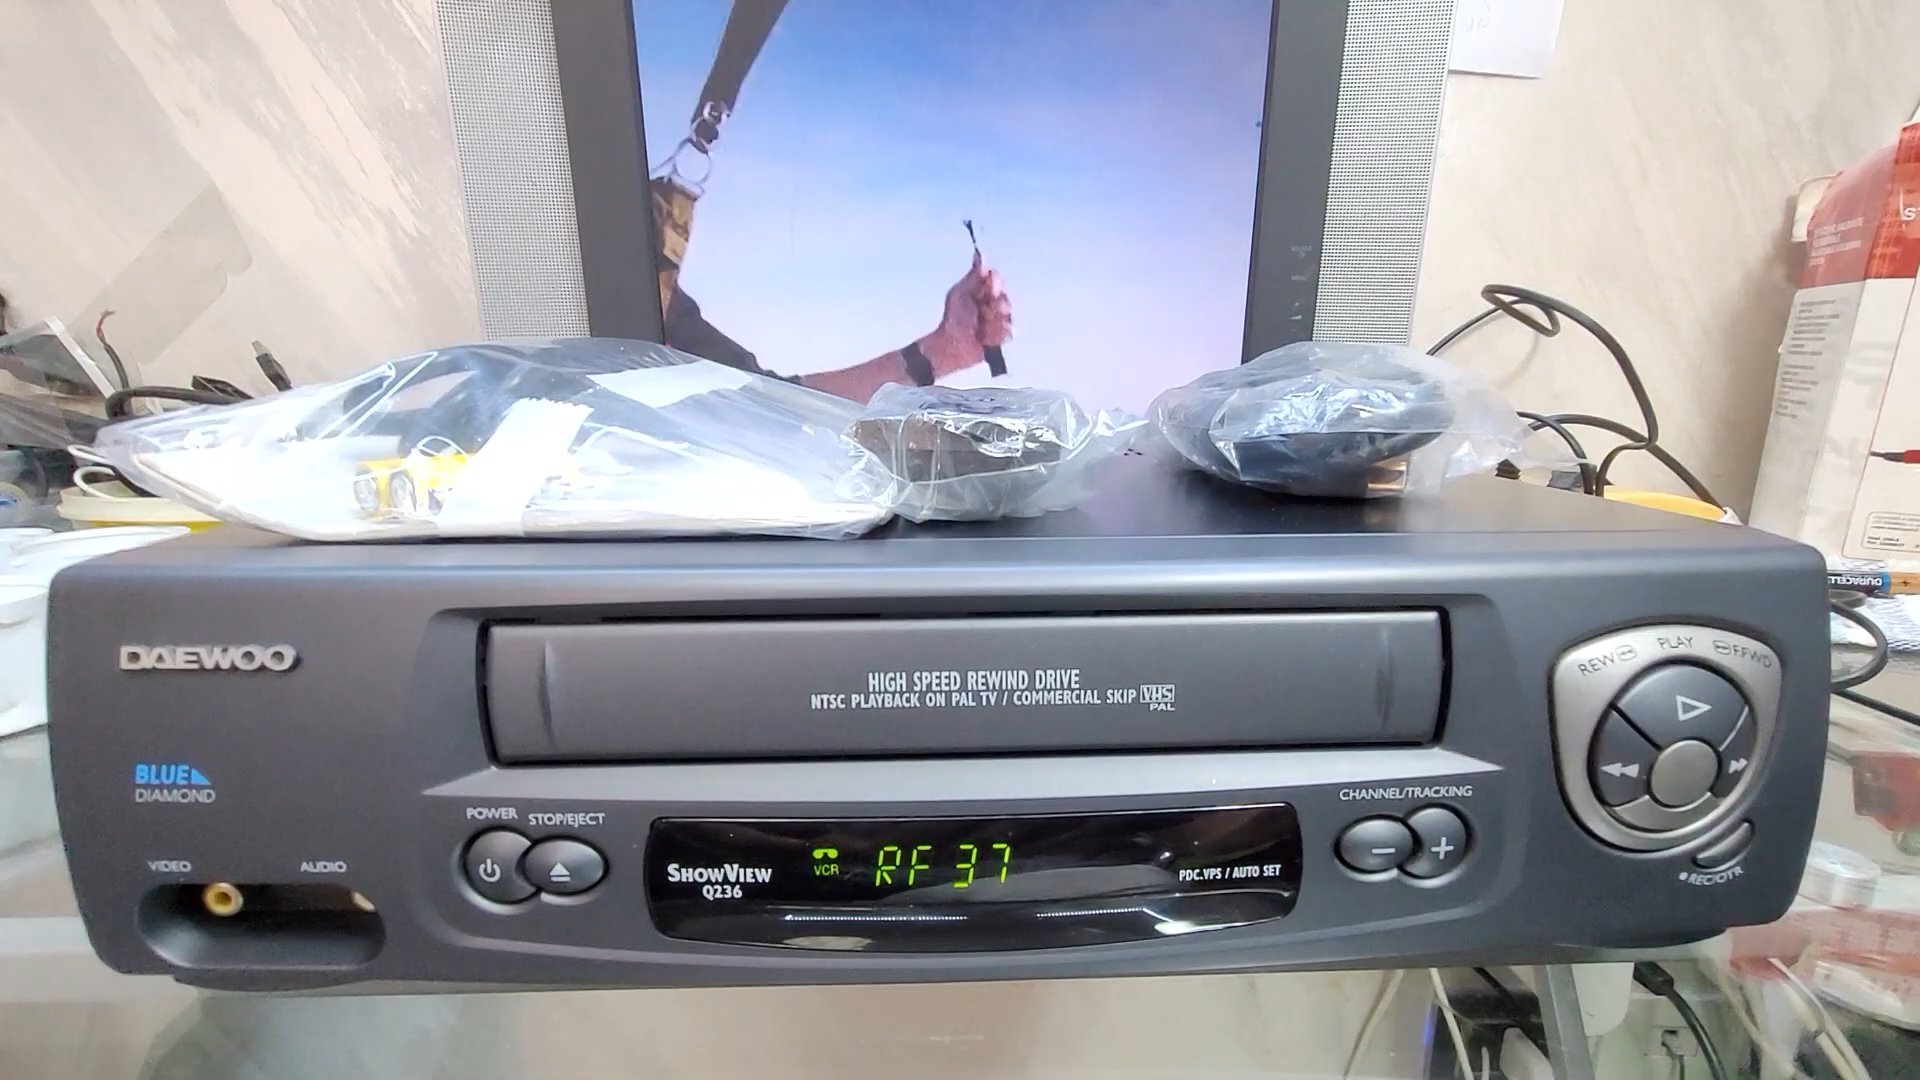 DAEWOO
HIGH SPEED REWIND DRIVE
NTSC PLAYBACK ON PAL TV / COMMERCIAL SKIP VHS
PAL
REW PLAY F.FWD
BLUE
DIAMOND
POWER STOP/EJECT
CHANNEL/TRACKING
VIDEO AUDIO
SHOWVIEW
Q236
VCR
RF 37
PDC.VPS / AUTO SET
REC/OTR
DURACELL